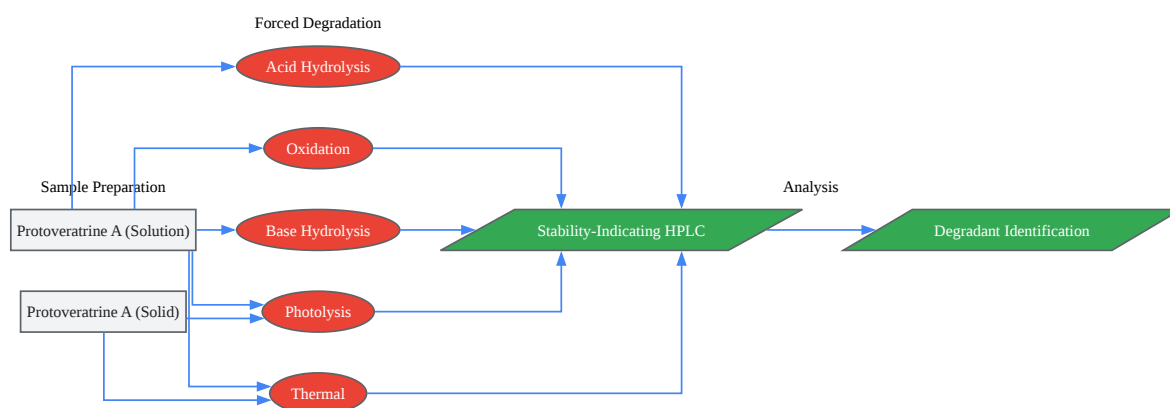 Forced Degradation
Acid Hydrolysis
Oxidation
Sample Preparation
Analysis
Protoveratrine A (Solution)
Base Hydrolysis
Stability-Indicating HPLC
Degradant Identification
Protoveratrine A (Solid)
Photolysis
Thermal